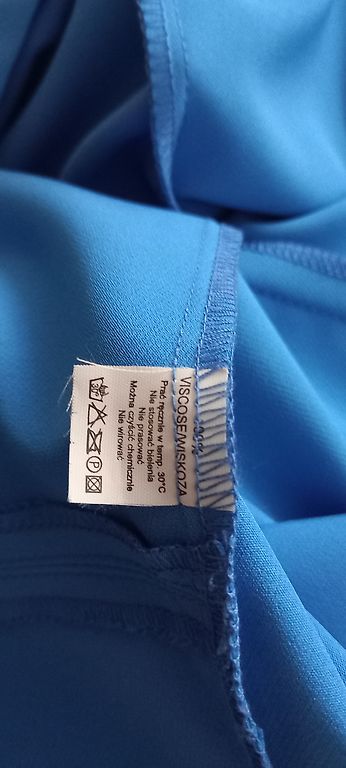 VISCOSE/WISKOZA
Prać ręcznie w temp. 30°C
Nie stosować bielenia
Nie prasować
Można czyścić chemicznie
Nie wirować
P